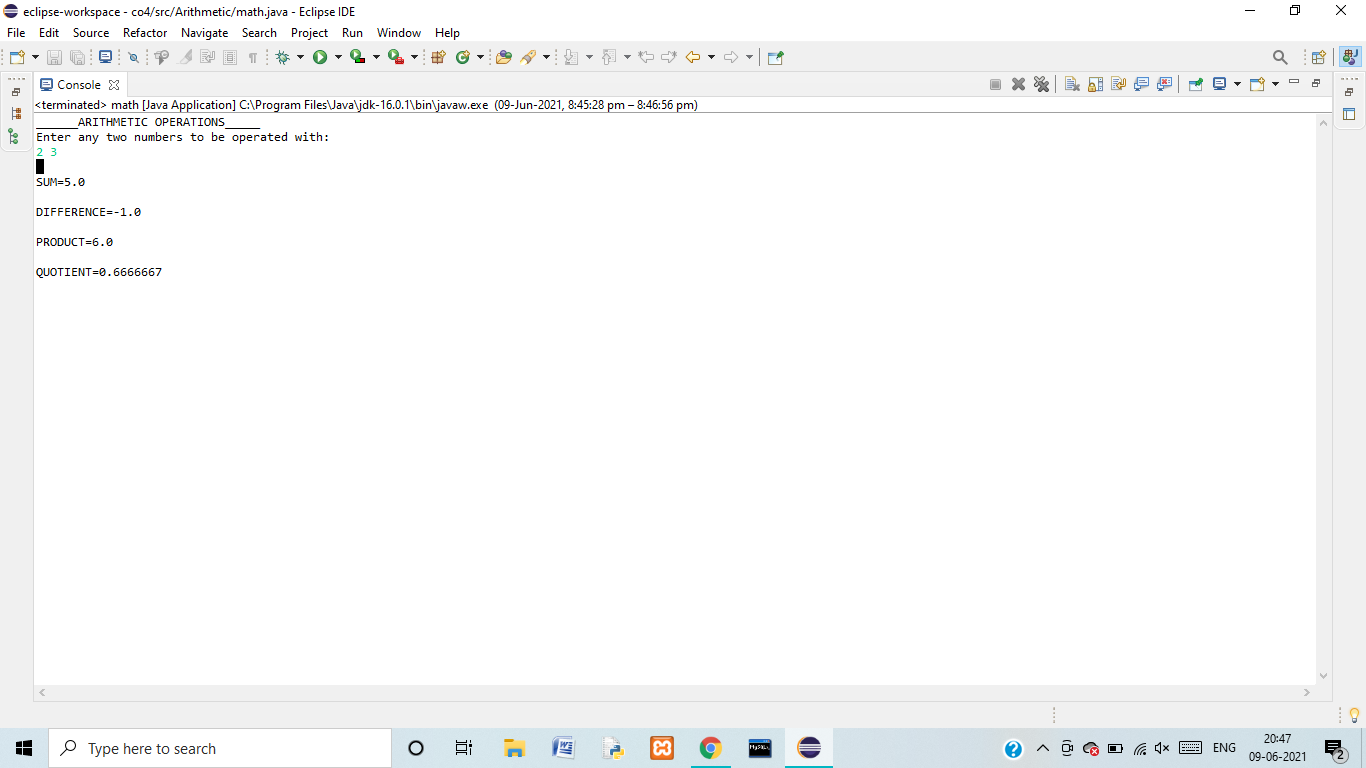 eclipse-workspace - co4/src/Arithmetic/math.java - Eclipse IDE
File Edit Source Refactor Navigate Search Project Run Window Help
Console
<terminated> math [Java Application] C:\Program Files\Java\jdk-16.0.1\bin\javaw.exe (09-Jun-2021, 8:45:28 pm – 8:46:56 pm)
______ARITHMETIC OPERATIONS_____
Enter any two numbers to be operated with:
2 3
SUM=5.0
DIFFERENCE=-1.0
PRODUCT=6.0
QUOTIENT=0.6666667
Type here to search
ENG
20:47
09-06-2021
2